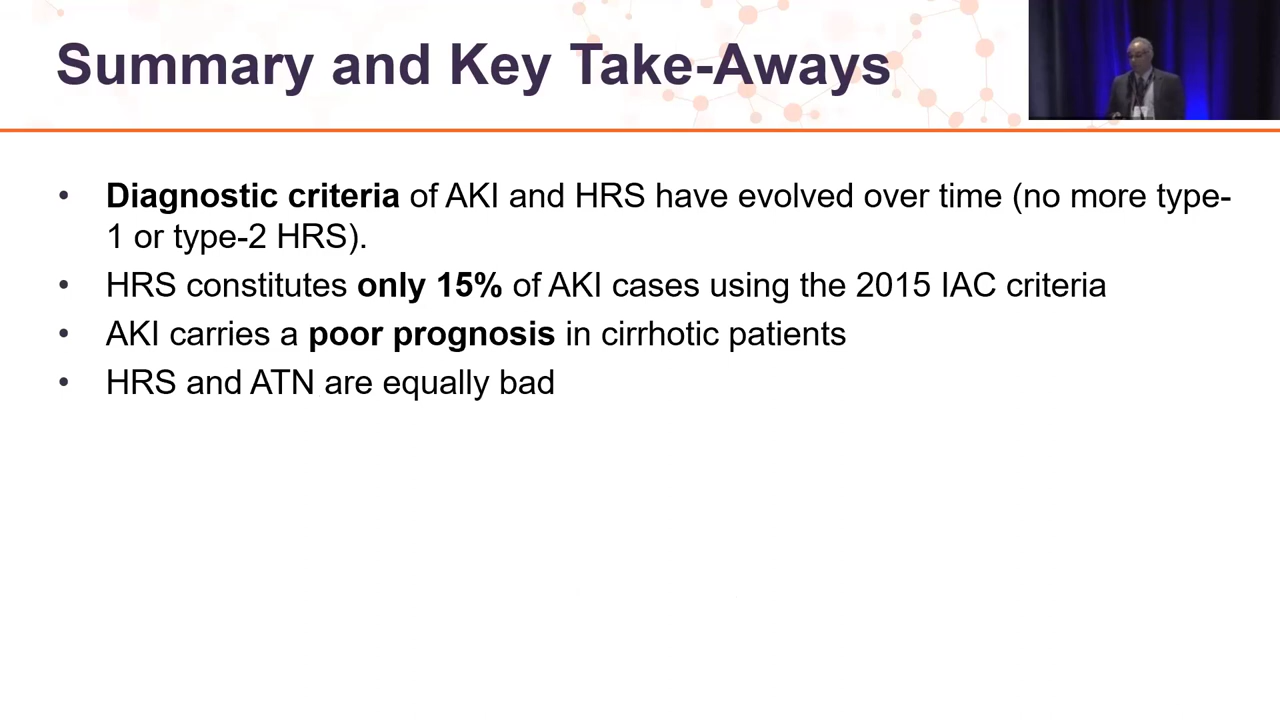 Summary and Key Take-Aways
• Diagnostic criteria of AKI and HRS have evolved over time (no more type-
1 or type-2 HRS).
• HRS constitutes only 15% of AKI cases using the 2015 IAC criteria
• AKI carries a poor prognosis in cirrhotic patients
• HRS and ATN are equally bad